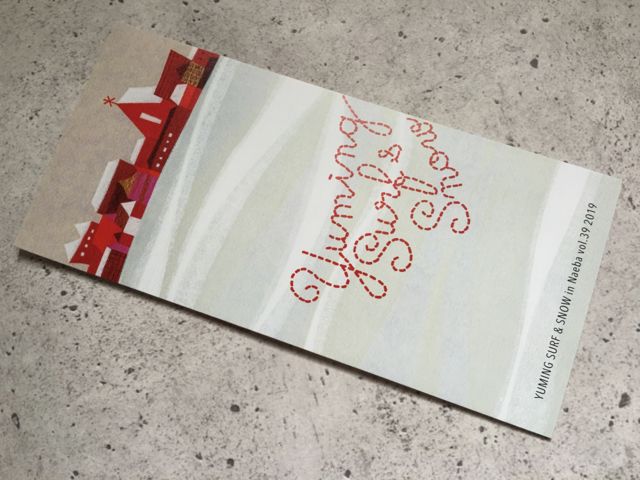 Yuming
Surf &
Snow
YUMING SURF & SNOW in Naeba vol.39 2019